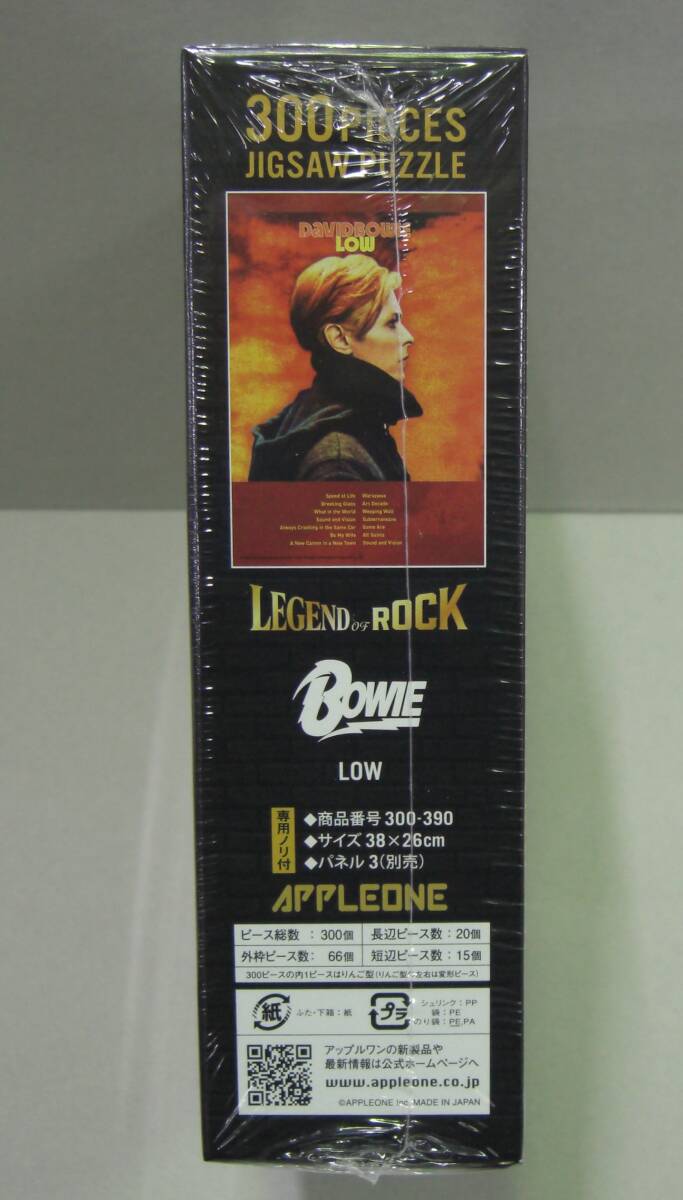 300 PIECES
JIGSAW PUZZLE
DAVID BOWIE
LOW
Speed of Life Warszawa
Breaking Glass Art Decade
What in the World Weeping Wall
Sound and Vision Subterraneans
Always Crashing in the Same Car Some Are
Be My Wife All Saints
A New Career in a New Town Sound and Vision
LEGEND OF ROCK
BOWIE
LOW
専用ノリ付
◆商品番号 300-390
◆サイズ 38×26cm
◆パネル 3(別売)
APPLEONE
ピース総数 : 300個 長辺ピース数 : 20個
外枠ピース数: 66個 短辺ピース数 : 15個
300ピースの内1ピースはりんご型(りんご型の左右は変形ピース)
紙 ふた・下箱:紙 プラ シュリンク:PP
袋:PE
のり袋:PE,PA
アップルワンの新製品や
最新情報は公式ホームページへ
www.appleone.co.jp
©APPLEONE Inc. MADE IN JAPAN